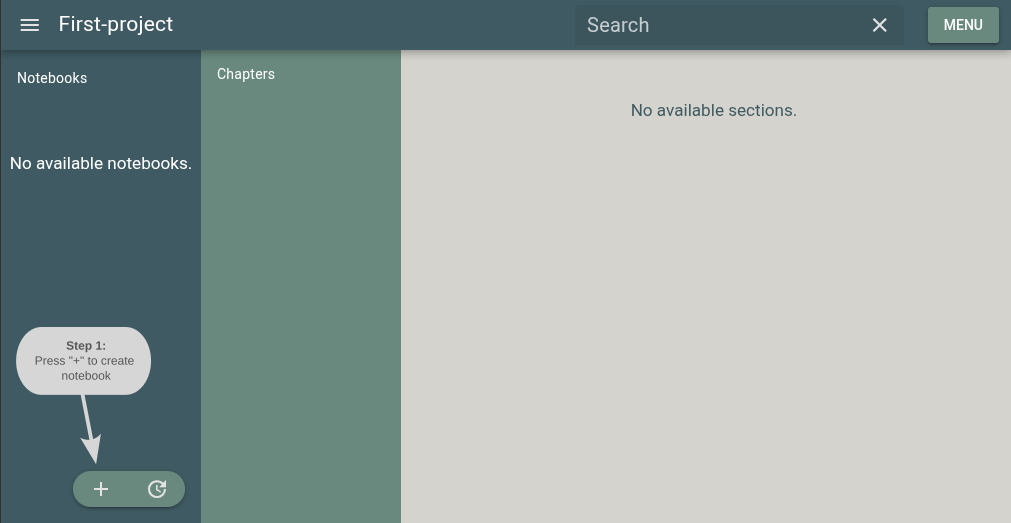 First-project
Search
MENU
Notebooks
Chapters
No available sections.
No available notebooks.
Step 1:
Press "+" to create
notebook